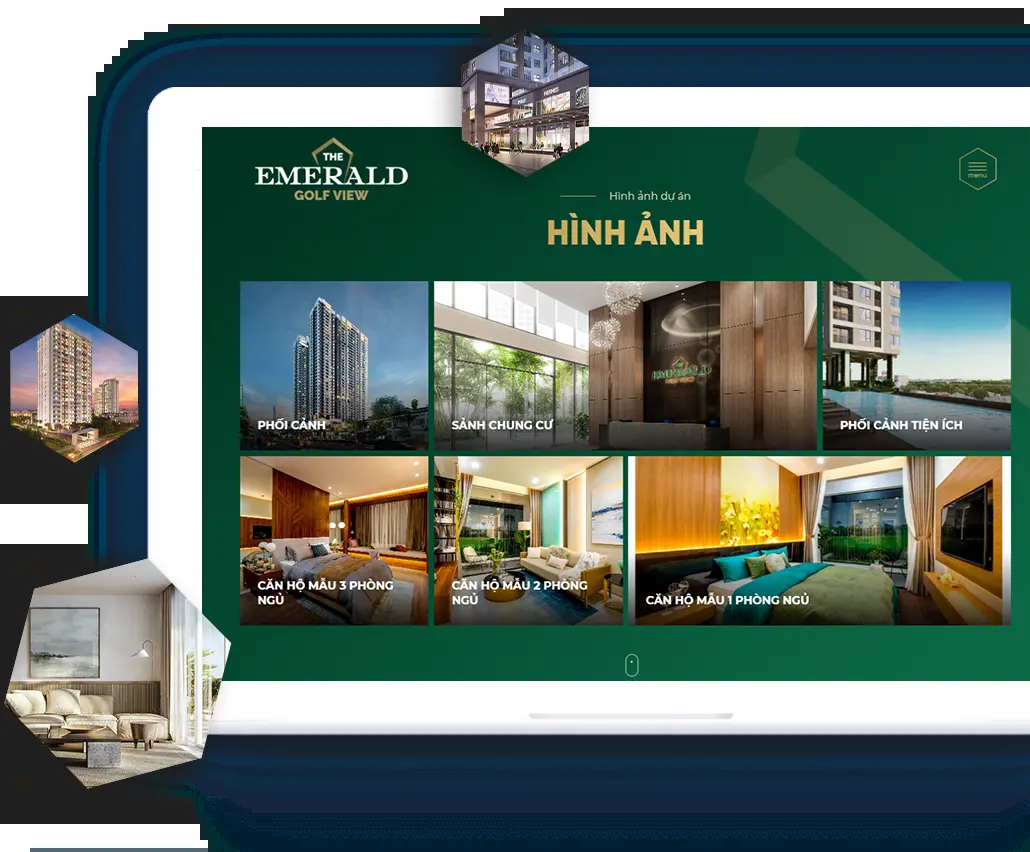 THE
EMERALD
GOLF VIEW
menu
Hình ảnh dự án
HÌNH ẢNH
EMERALD
PHỐI CẢNH
SẢNH CHUNG CƯ
PHỐI CẢNH TIỆN ÍCH
CĂN HỘ MẪU 3 PHÒNG
NGỦ
CĂN HỘ MẪU 2 PHÒNG
NGỦ
CĂN HỘ MẪU 1 PHÒNG NGỦ